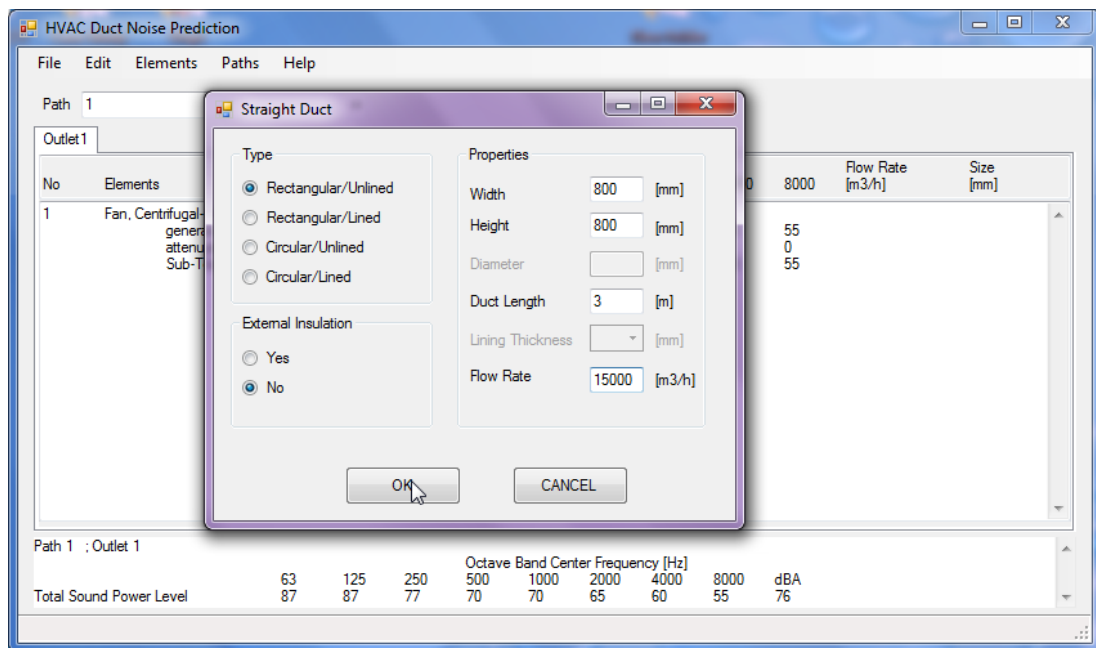 HVAC Duct Noise Prediction
File Edit Elements Paths Help
Path 1
Outlet1
No Elements 0 8000 Flow Rate [m3/h] Size [mm]
1 Fan, Centrifugal-
55
0
Sub-T 55
Straight Duct
Type
Rectangular/Unlined
Rectangular/Lined
Circular/Unlined
Circular/Lined
External Insulation
Yes
No
Properties
Width 800 [mm]
Height 800 [mm]
Diameter [mm]
Duct Length 3 [m]
Lining Thickness [mm]
Flow Rate 15000 [m3/h]
OK CANCEL
Path 1 ; Outlet 1
Octave Band Center Frequency [Hz]
63 125 250 500 1000 2000 4000 8000 dBA
Total Sound Power Level 87 87 77 70 70 65 60 55 76